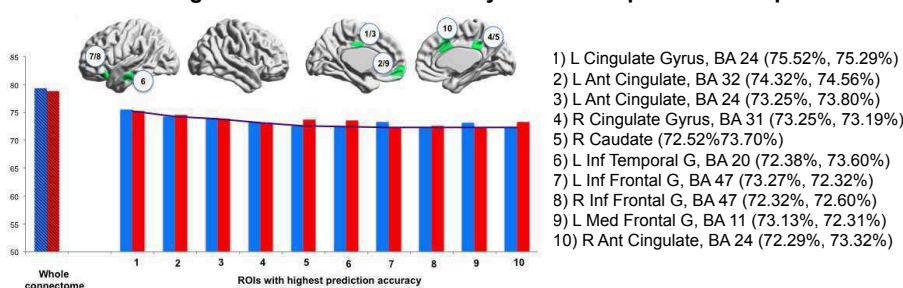 7/8
6
1/3
2/9
10
4/5
85
80
75
70
65
60
55
50
Whole
connectome
1 2 3 4 5 6 7 8 9 10
ROIs with highest prediction accuracy
1) L Cingulate Gyrus, BA 24 (75.52%, 75.29%)
2) L Ant Cingulate, BA 32 (74.32%, 74.56%)
3) L Ant Cingulate, BA 24 (73.25%, 73.80%)
4) R Cingulate Gyrus, BA 31 (73.25%, 73.19%)
5) R Caudate (72.52%73.70%)
6) L Inf Temporal G, BA 20 (72.38%, 73.60%)
7) L Inf Frontal G, BA 47 (73.27%, 72.32%)
8) R Inf Frontal G, BA 47 (72.32%, 72.60%)
9) L Med Frontal G, BA 11 (73.13%, 72.31%)
10) R Ant Cingulate, BA 24 (72.29%, 73.32%)